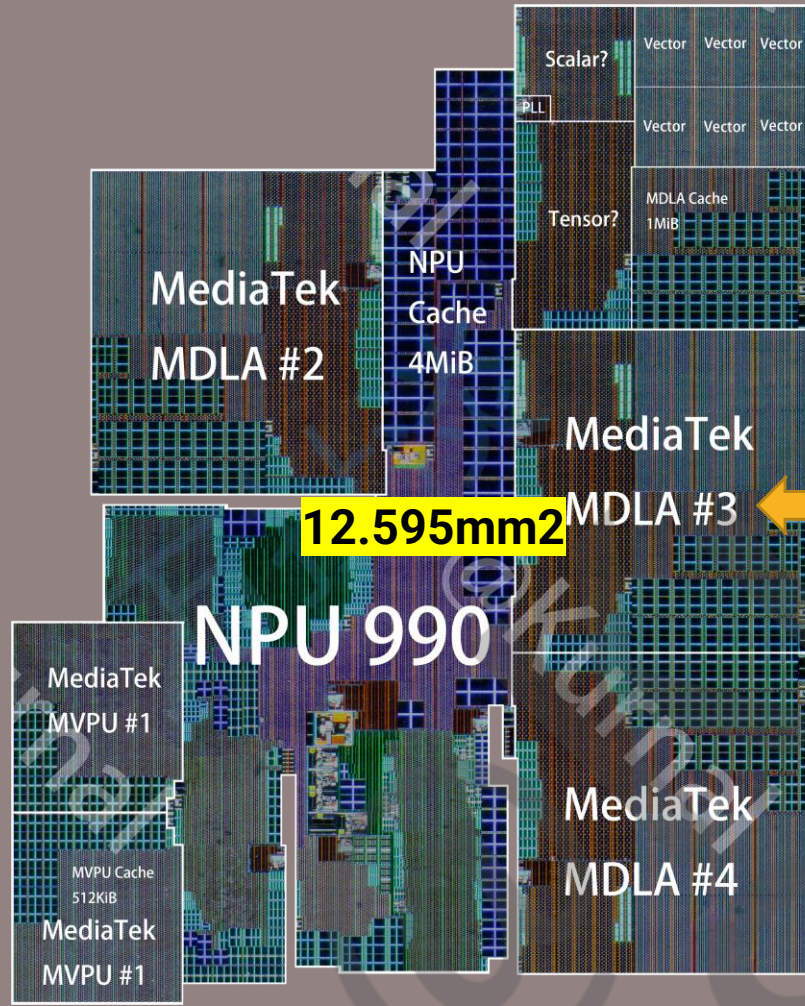 Scalar?
Vector Vector Vector
PLL
Vector Vector Vector
Tensor?
MDLA Cache
1MiB
MediaTek
MDLA #2
NPU
Cache
4MiB
MediaTek
MDLA #3
12.595mm2
NPU 990
@Kurnal
MediaTek
MVPU #1
MediaTek
MDLA #4
MVPU Cache
512KiB
MediaTek
MVPU #1